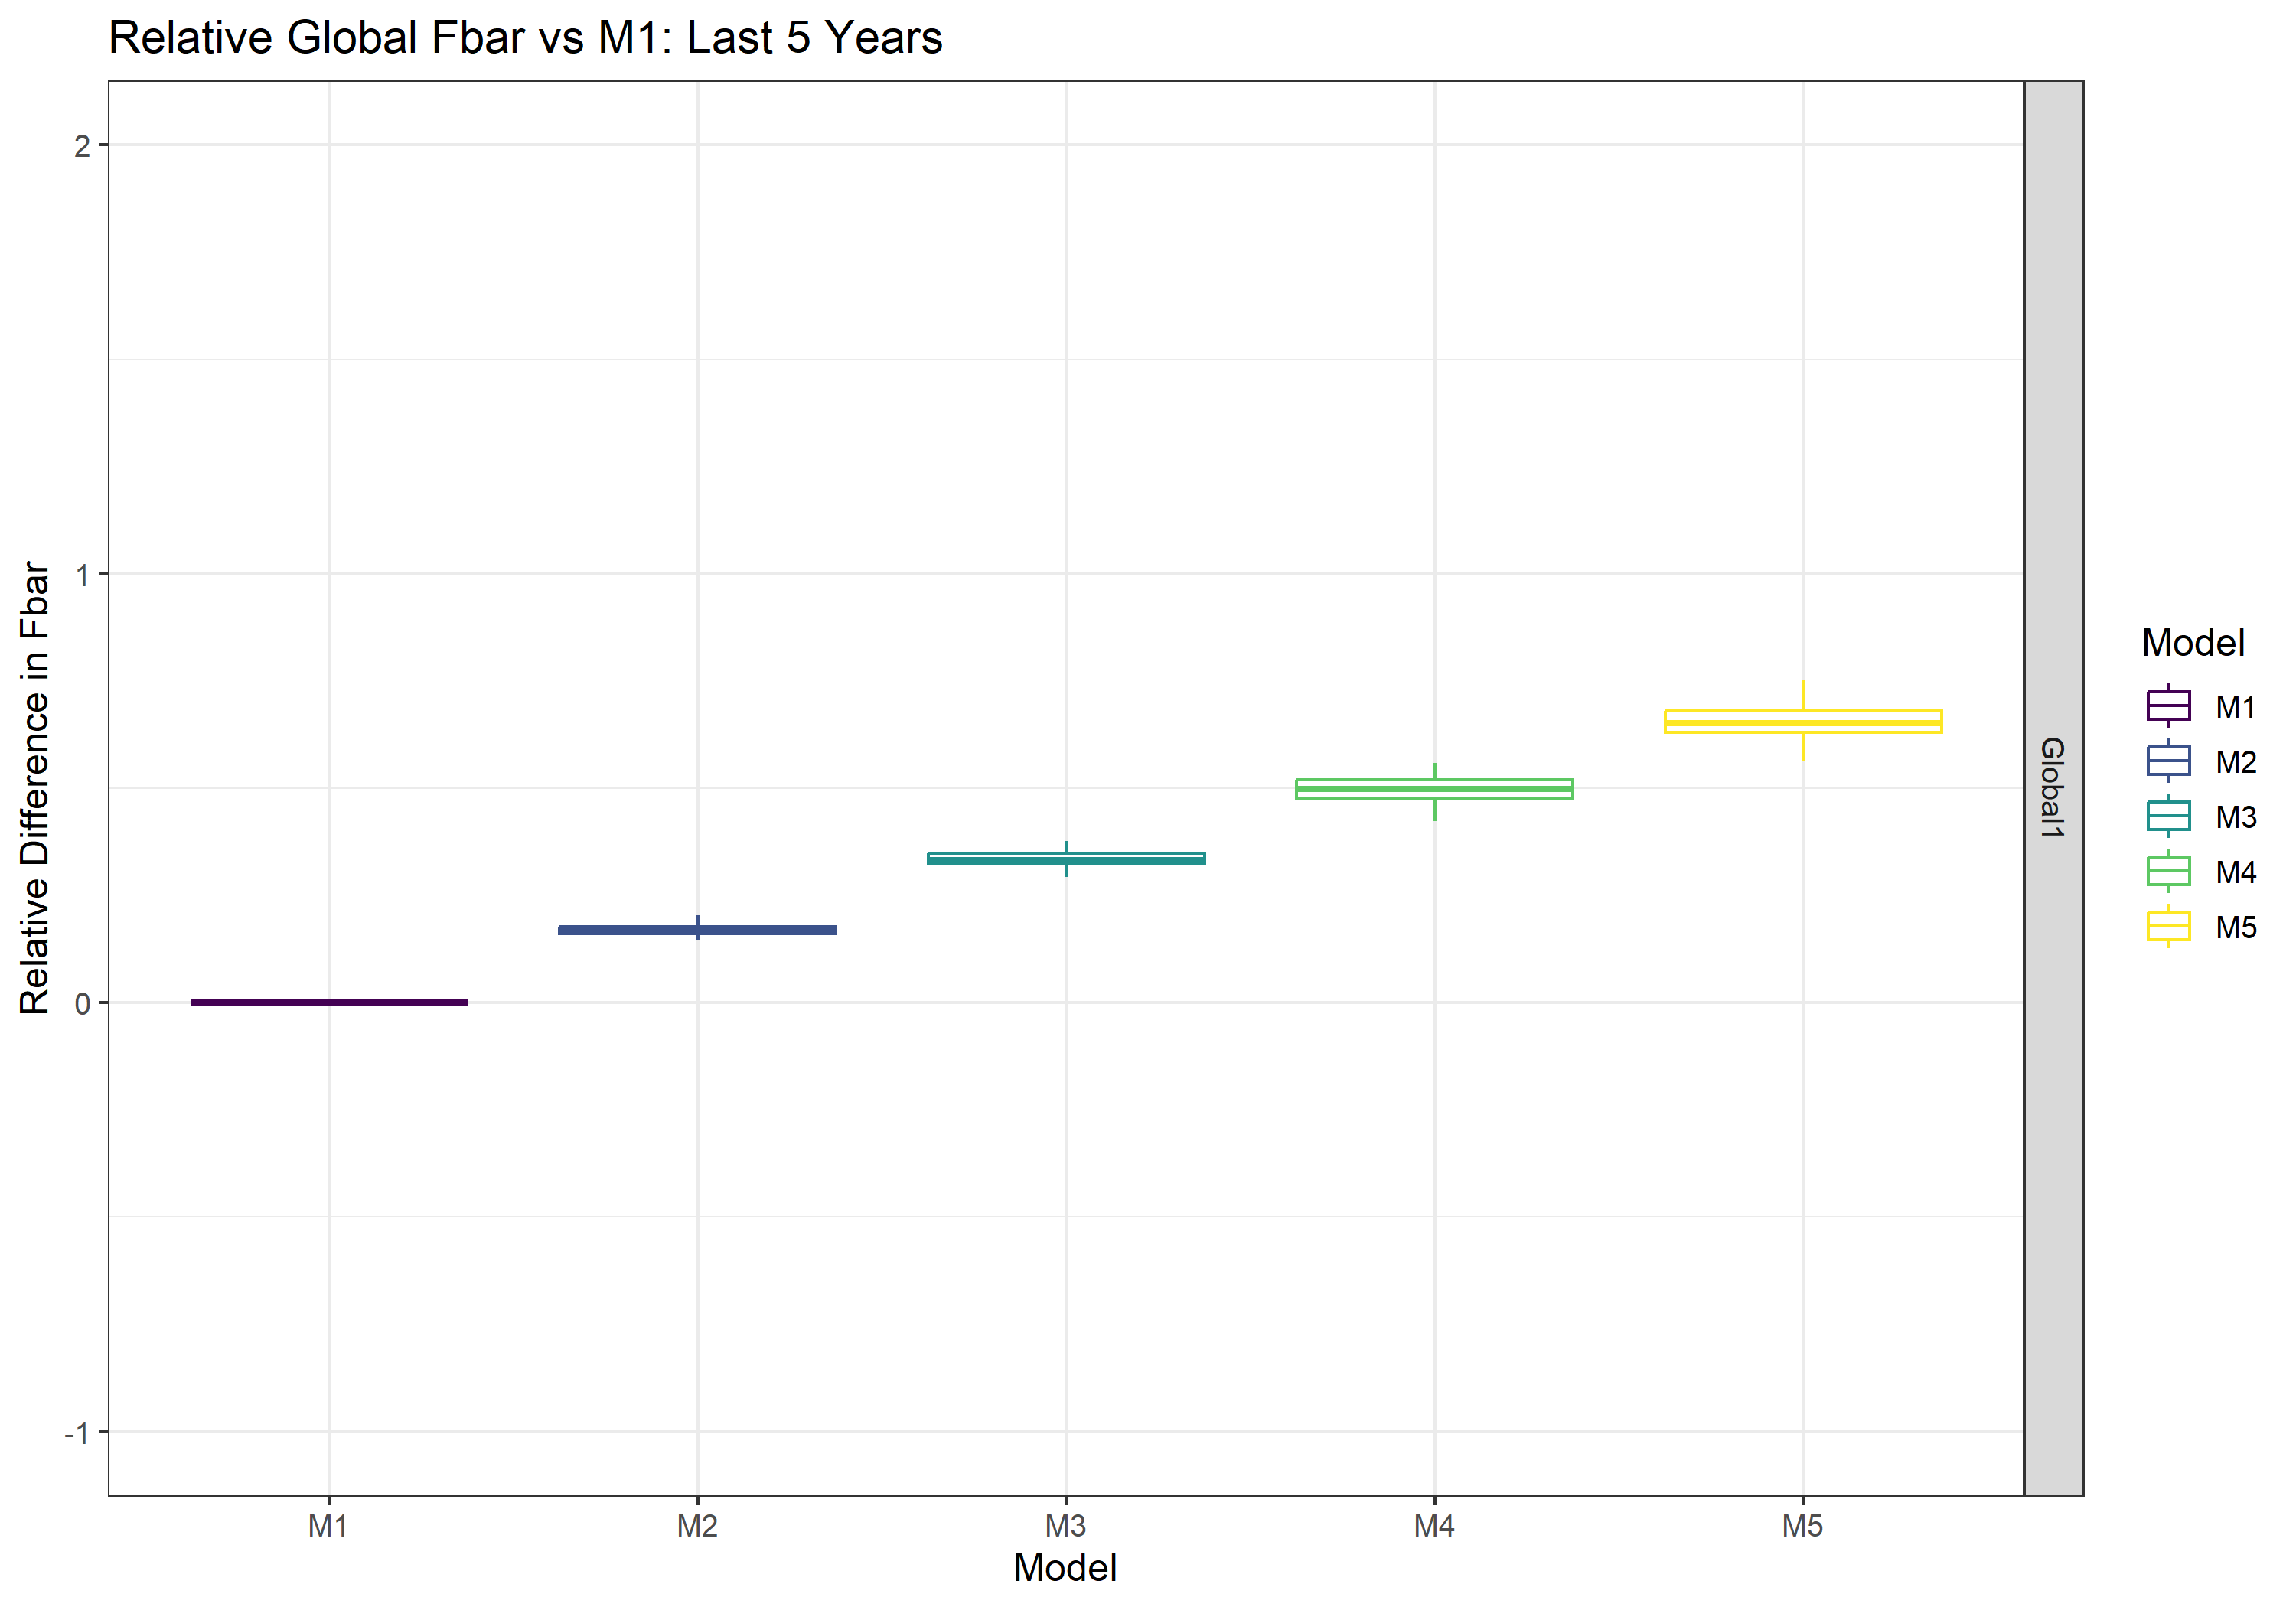 Relative Global Fbar vs M1: Last 5 Years
Relative Difference in Fbar
2
1
0
-1
M1
M2
M3
M4
M5
Model
Global1
Model
M1
M2
M3
M4
M5